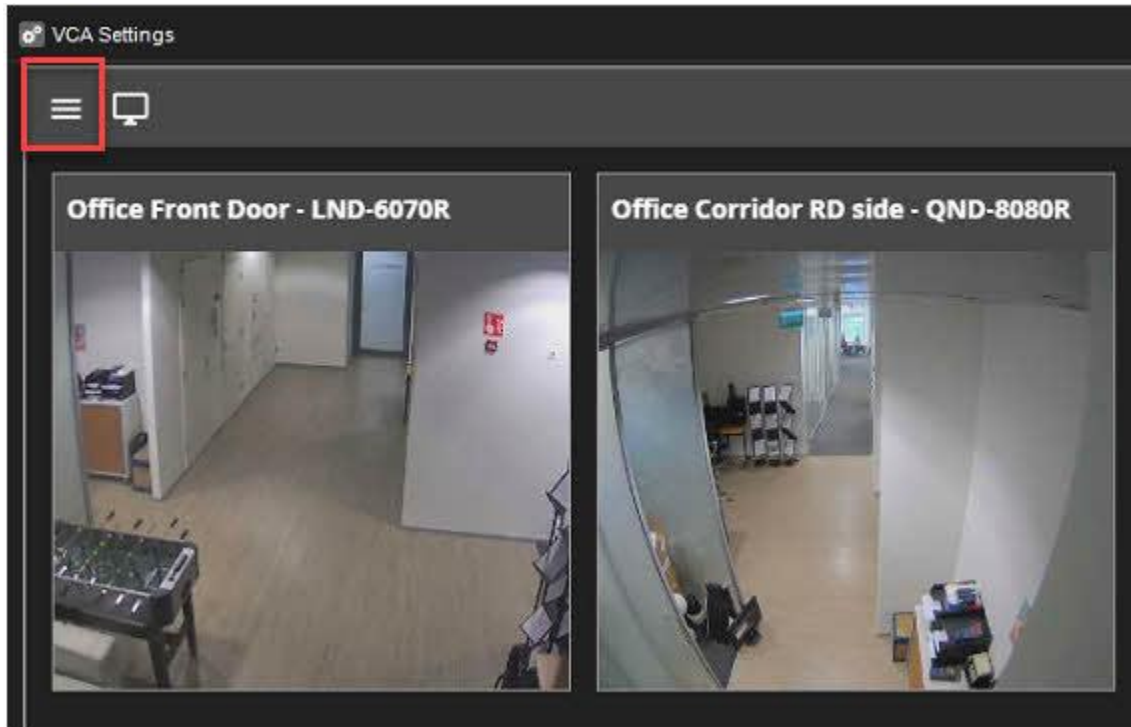 VCA Settings
Office Front Door - LND-6070R
Office Corridor RD side - QND-8080R